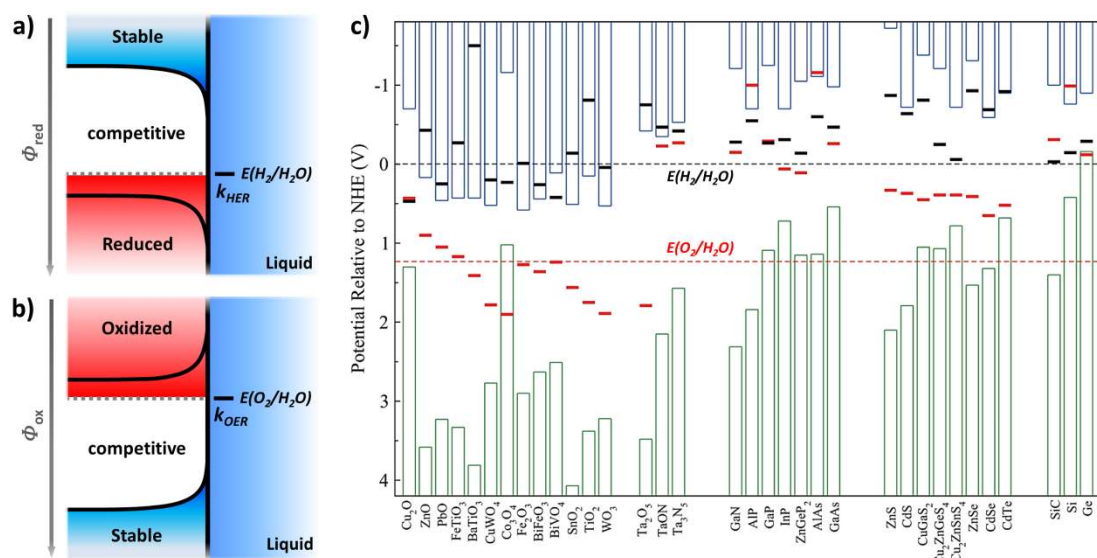 a)
Stable
competitive
Reduced
Φred
E(H2/H2O)
kHER
Liquid
b)
Oxidized
competitive
Stable
Φox
E(O2/H2O)
kOER
Liquid
c)
Potential Relative to NHE (V)
-1
0
1
2
3
4
E(H2/H2O)
E(O2/H2O)
Cu2O
ZnO
PbO
FeTiO3
BaTiO3
CuWO4
Co3O4
Fe2O3
BiFeO3
BiVO4
SnO2
TiO2
WO3
Ta2O5
TaON
Ta3N5
GaN
AlP
GaP
InP
ZnGeP2
AlAs
GaAs
ZnS
CdS
CuGaS2
Cu2ZnGeS4
Cu2ZnSnS4
ZnSe
CdSe
CdTe
SiC
Si
Ge